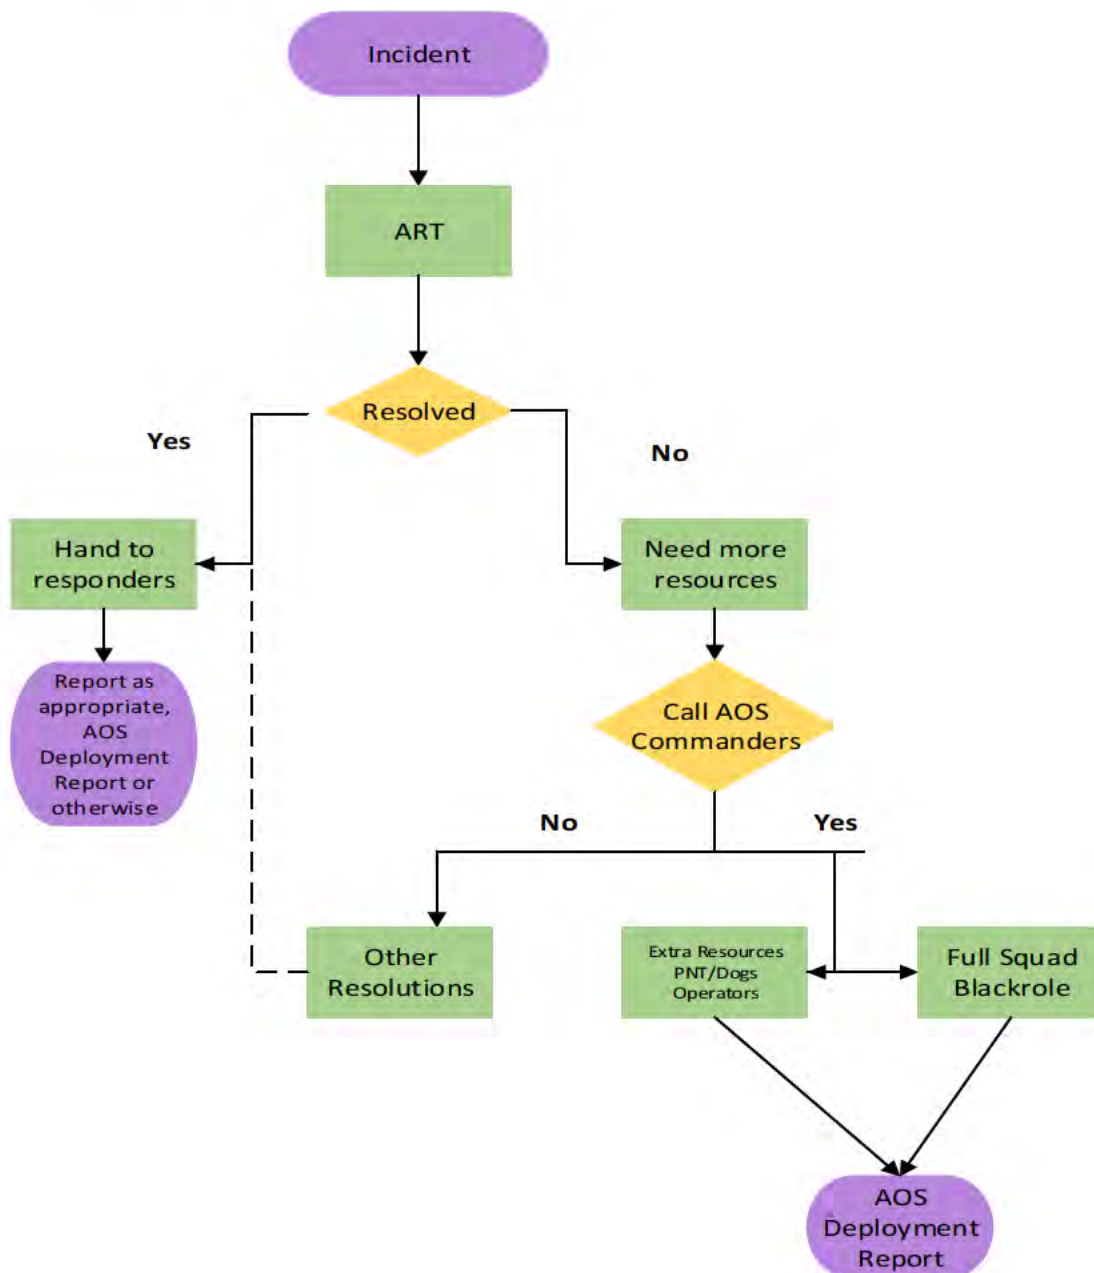 Incident
ART
Resolved
Yes
No
Hand to
responders
Need more
resources
Report as
appropriate,
AOS
Deployment
Report or
otherwise
Call AOS
Commanders
No
Yes
Other
Resolutions
Extra Resources
PNT/Dogs
Operators
Full Squad
Blackrole
AOS
Deployment
Report